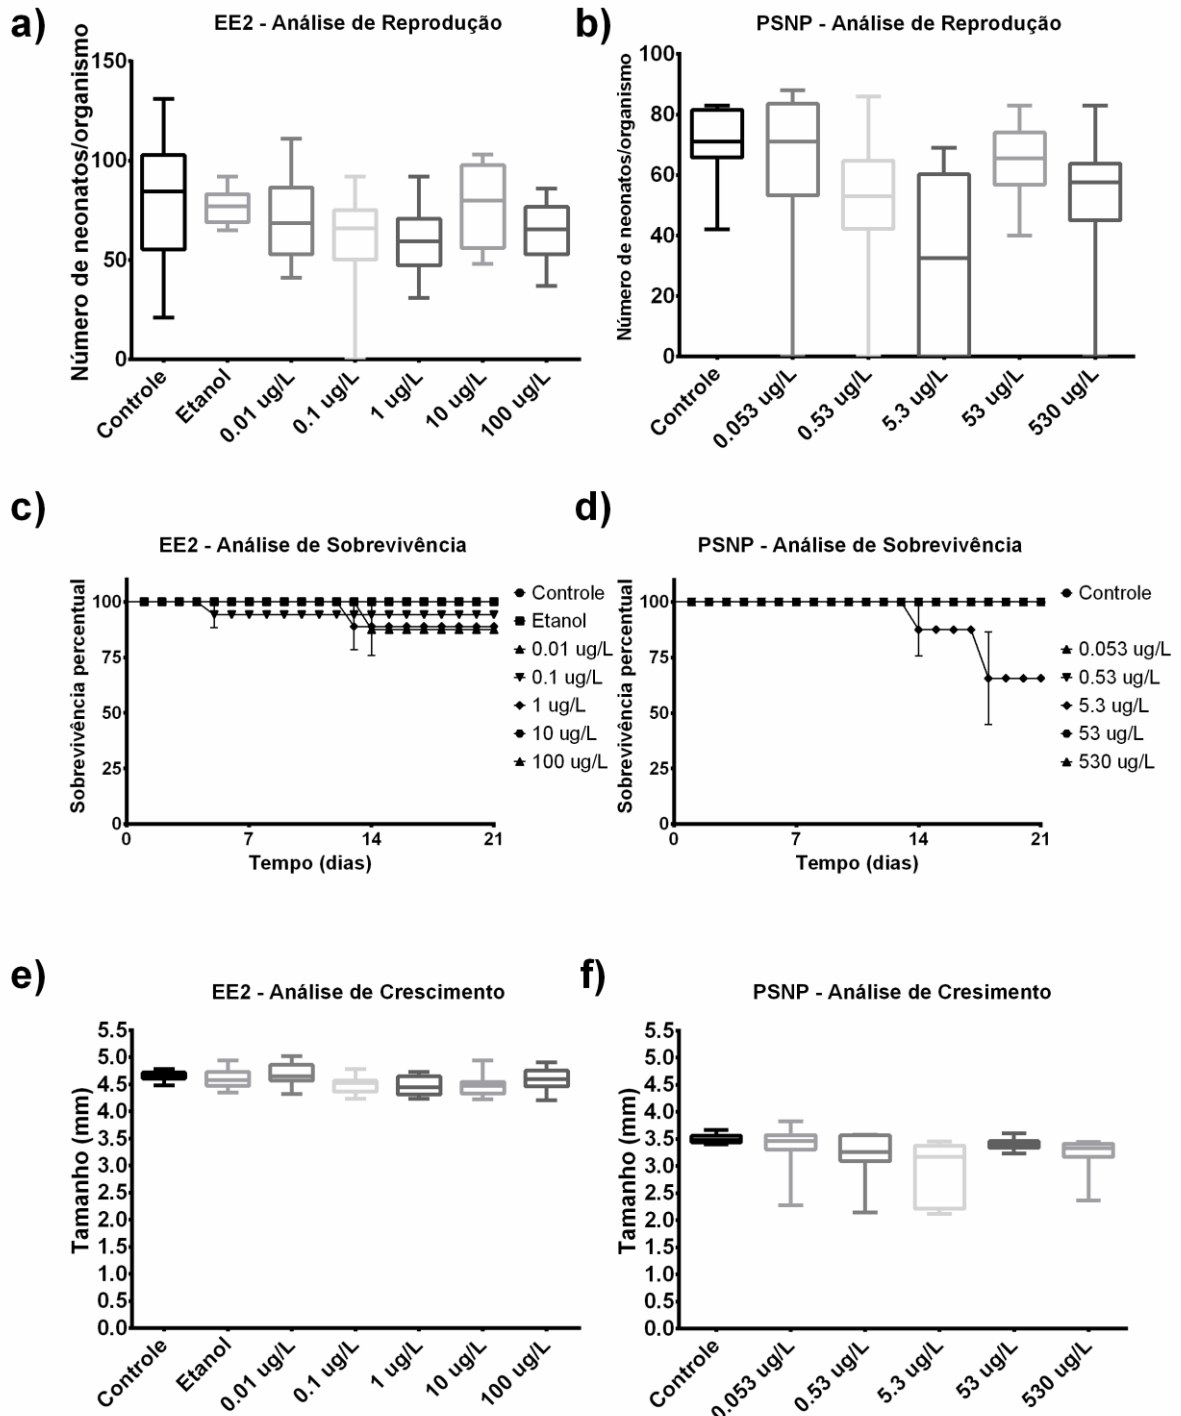 a)
EE2 - Análise de Reprodução
Número de neonatos/organismo
150
100
50
0
Controle
Etanol
0.01 ug/L
0.1 ug/L
1 ug/L
10 ug/L
100 ug/L
b)
PSNP - Análise de Reprodução
Número de neonatos/organismo
100
80
60
40
20
0
Controle
0.053 ug/L
0.53 ug/L
5.3 ug/L
53 ug/L
530 ug/L
c)
EE2 - Análise de Sobrevivência
Sobrevivência percentual
100
75
50
25
0
0
7
14
21
Tempo (dias)
Controle
Etanol
0.01 ug/L
0.1 ug/L
1 ug/L
10 ug/L
100 ug/L
d)
PSNP - Análise de Sobrevivência
Sobrevivência percentual
100
75
50
25
0
0
7
14
21
Tempo (dias)
Controle
0.053 ug/L
0.53 ug/L
5.3 ug/L
53 ug/L
530 ug/L
e)
EE2 - Análise de Crescimento
Tamanho (mm)
5.5
5.0
4.5
4.0
3.5
3.0
2.5
2.0
1.5
1.0
0.5
0.0
Controle
Etanol
0.01 ug/L
0.1 ug/L
1 ug/L
10 ug/L
100 ug/L
f)
PSNP - Análise de Cresimento
Tamanho (mm)
5.5
5.0
4.5
4.0
3.5
3.0
2.5
2.0
1.5
1.0
0.5
0.0
Controle
0.053 ug/L
0.53 ug/L
5.3 ug/L
53 ug/L
530 ug/L